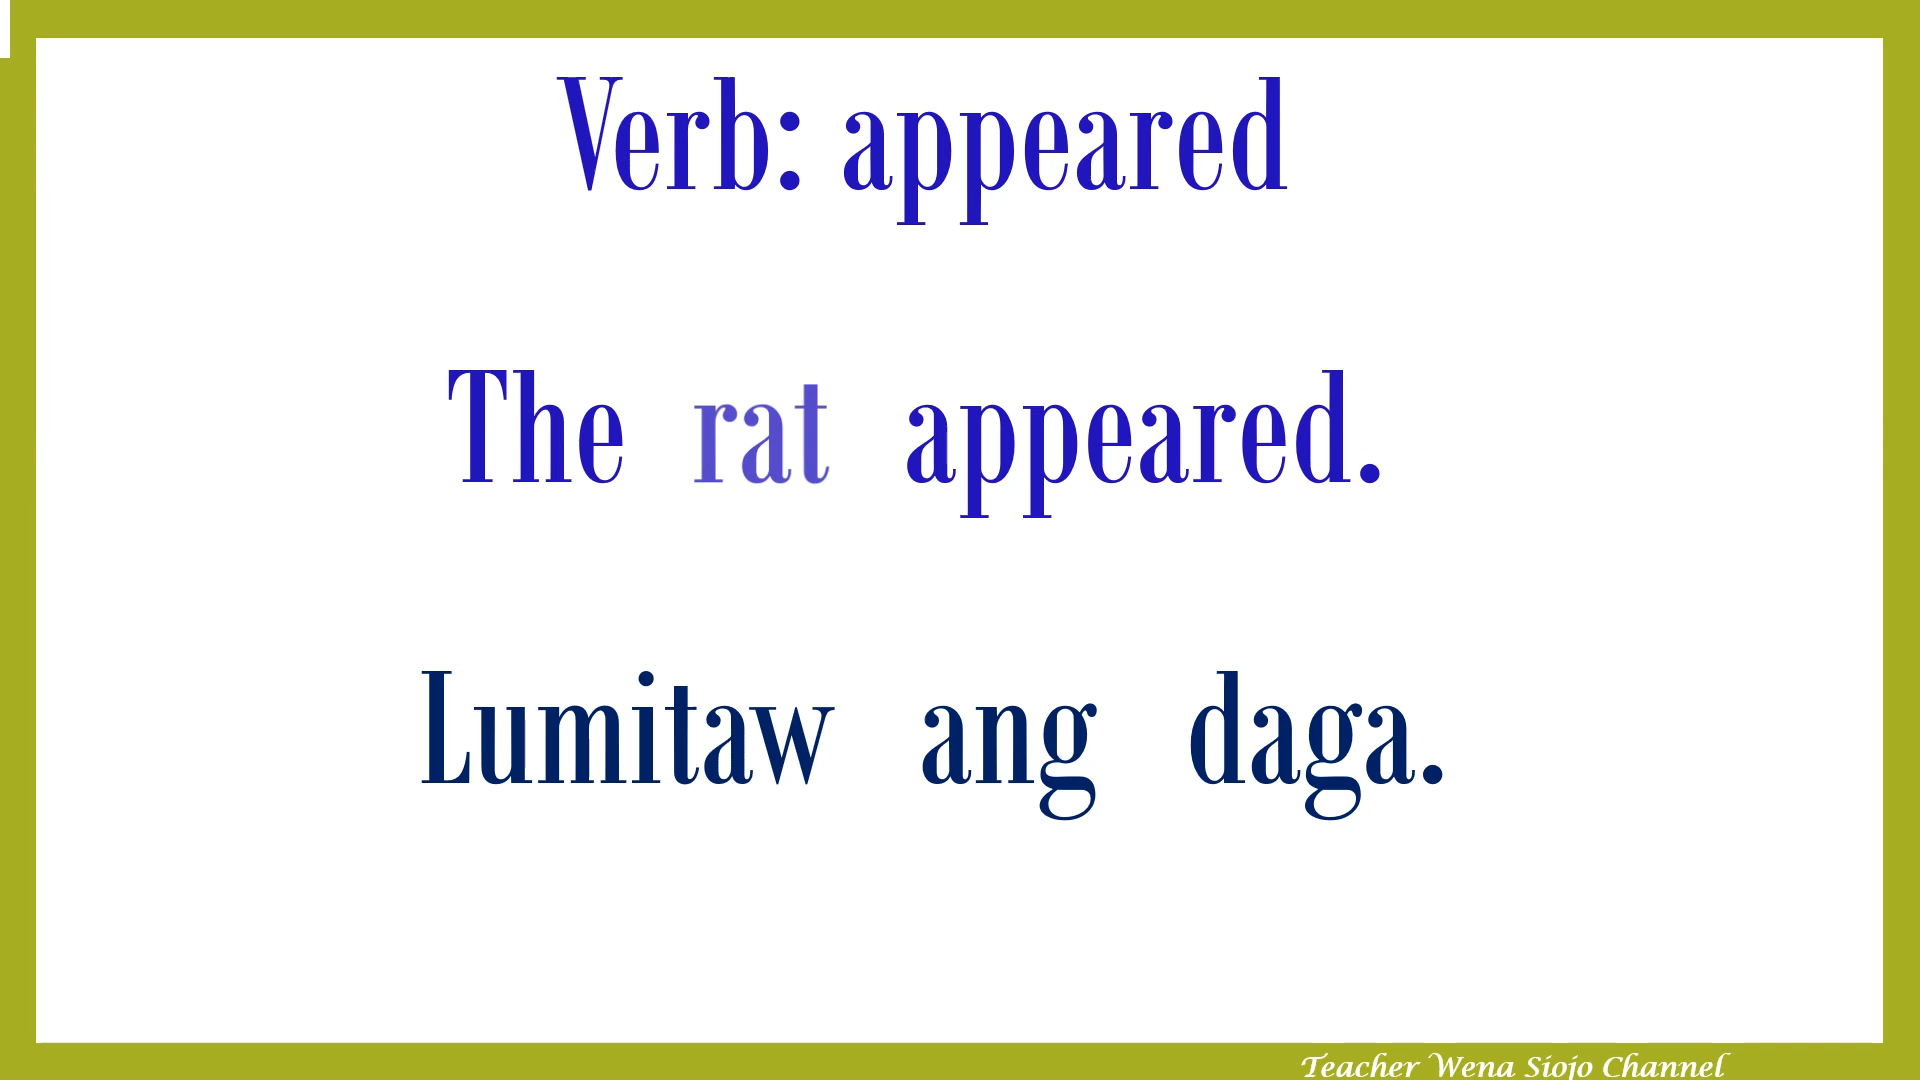 Verb: appeared
The rat appeared.
Lumitaw ang daga.
Teacher Wena Siojo Channel